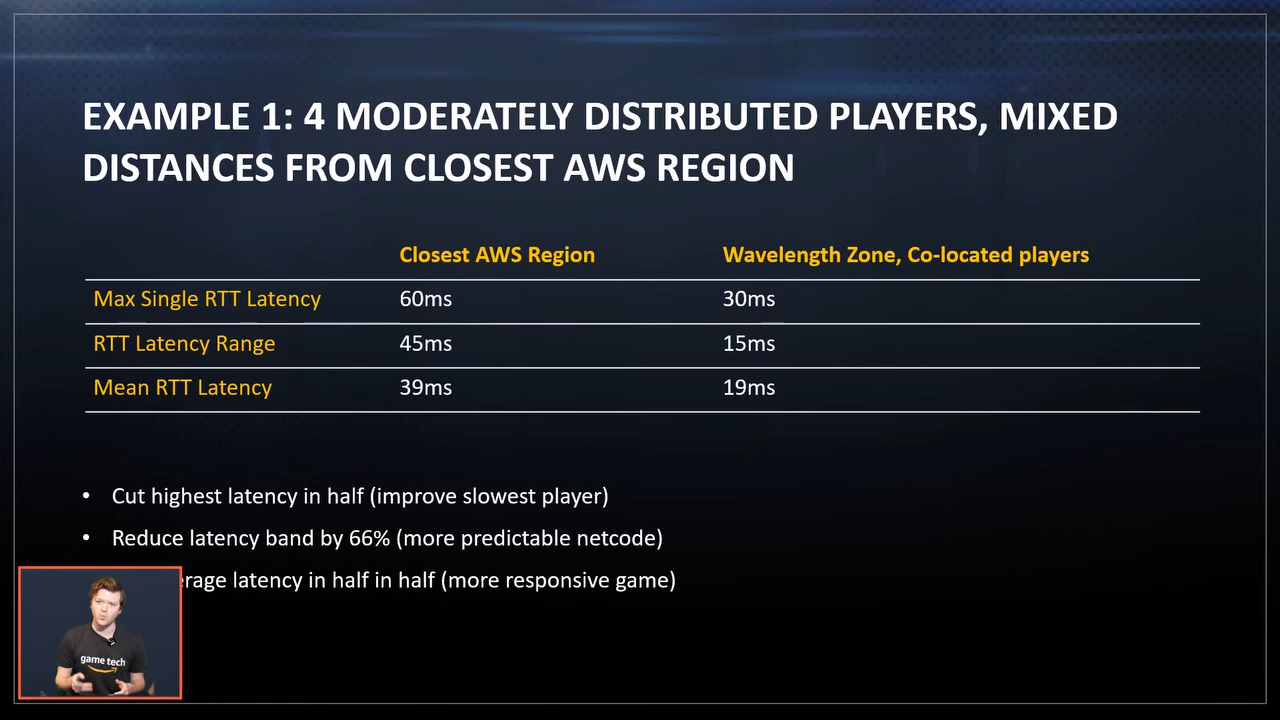 EXAMPLE 1: 4 MODERATELY DISTRIBUTED PLAYERS, MIXED
DISTANCES FROM CLOSEST AWS REGION
Closest AWS Region Wavelength Zone, Co-located players
Max Single RTT Latency 60ms 30ms
RTT Latency Range 45ms 15ms
Mean RTT Latency 39ms 19ms
• Cut highest latency in half (improve slowest player)
• Reduce latency band by 66% (more predictable netcode)
latency in half in half (more responsive game)
game tech